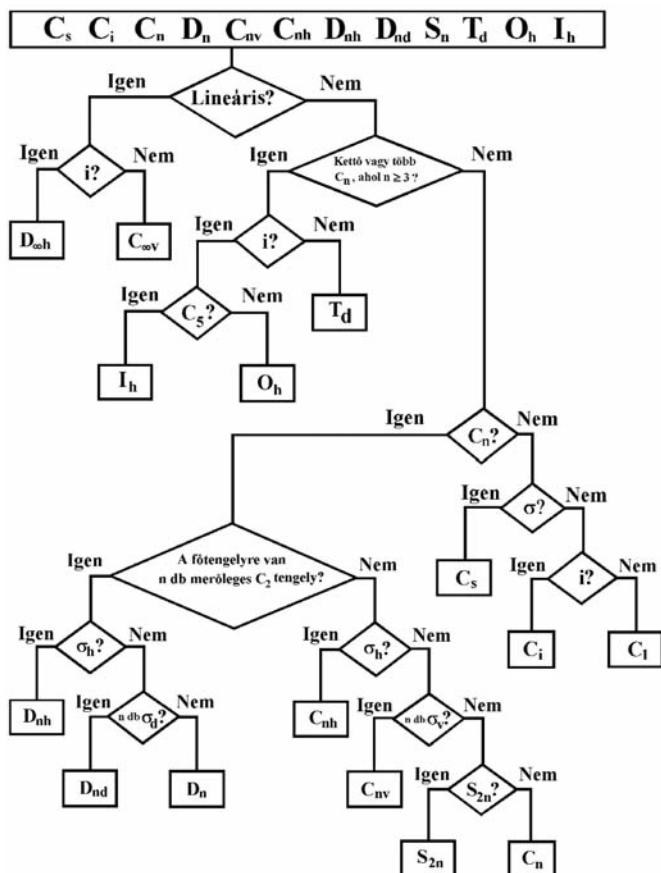 Cs Ci Cn Dn Cnv Cnh Dnh Dnd Sn Td Oh Ih
Igen Lineáris? Nem
Igen i? Nem
Igen Kettő vagy több Nem
Cn, ahol n ≥ 3 ?
D∞h C∞v
Igen i? Nem
Igen C5? Nem
Td
Ih Oh
Igen Cn? Nem
Igen σ? Nem
Igen A főtengelyre van Nem
n db merőleges C2 tengely?
Cs Igen i? Nem
Igen σh? Nem
Igen σh? Nem
Ci C1
Dnh Igen n db σd? Nem
Cnh Igen n db σv? Nem
Dnd Dn
Cnv Igen S2n? Nem
S2n Cn